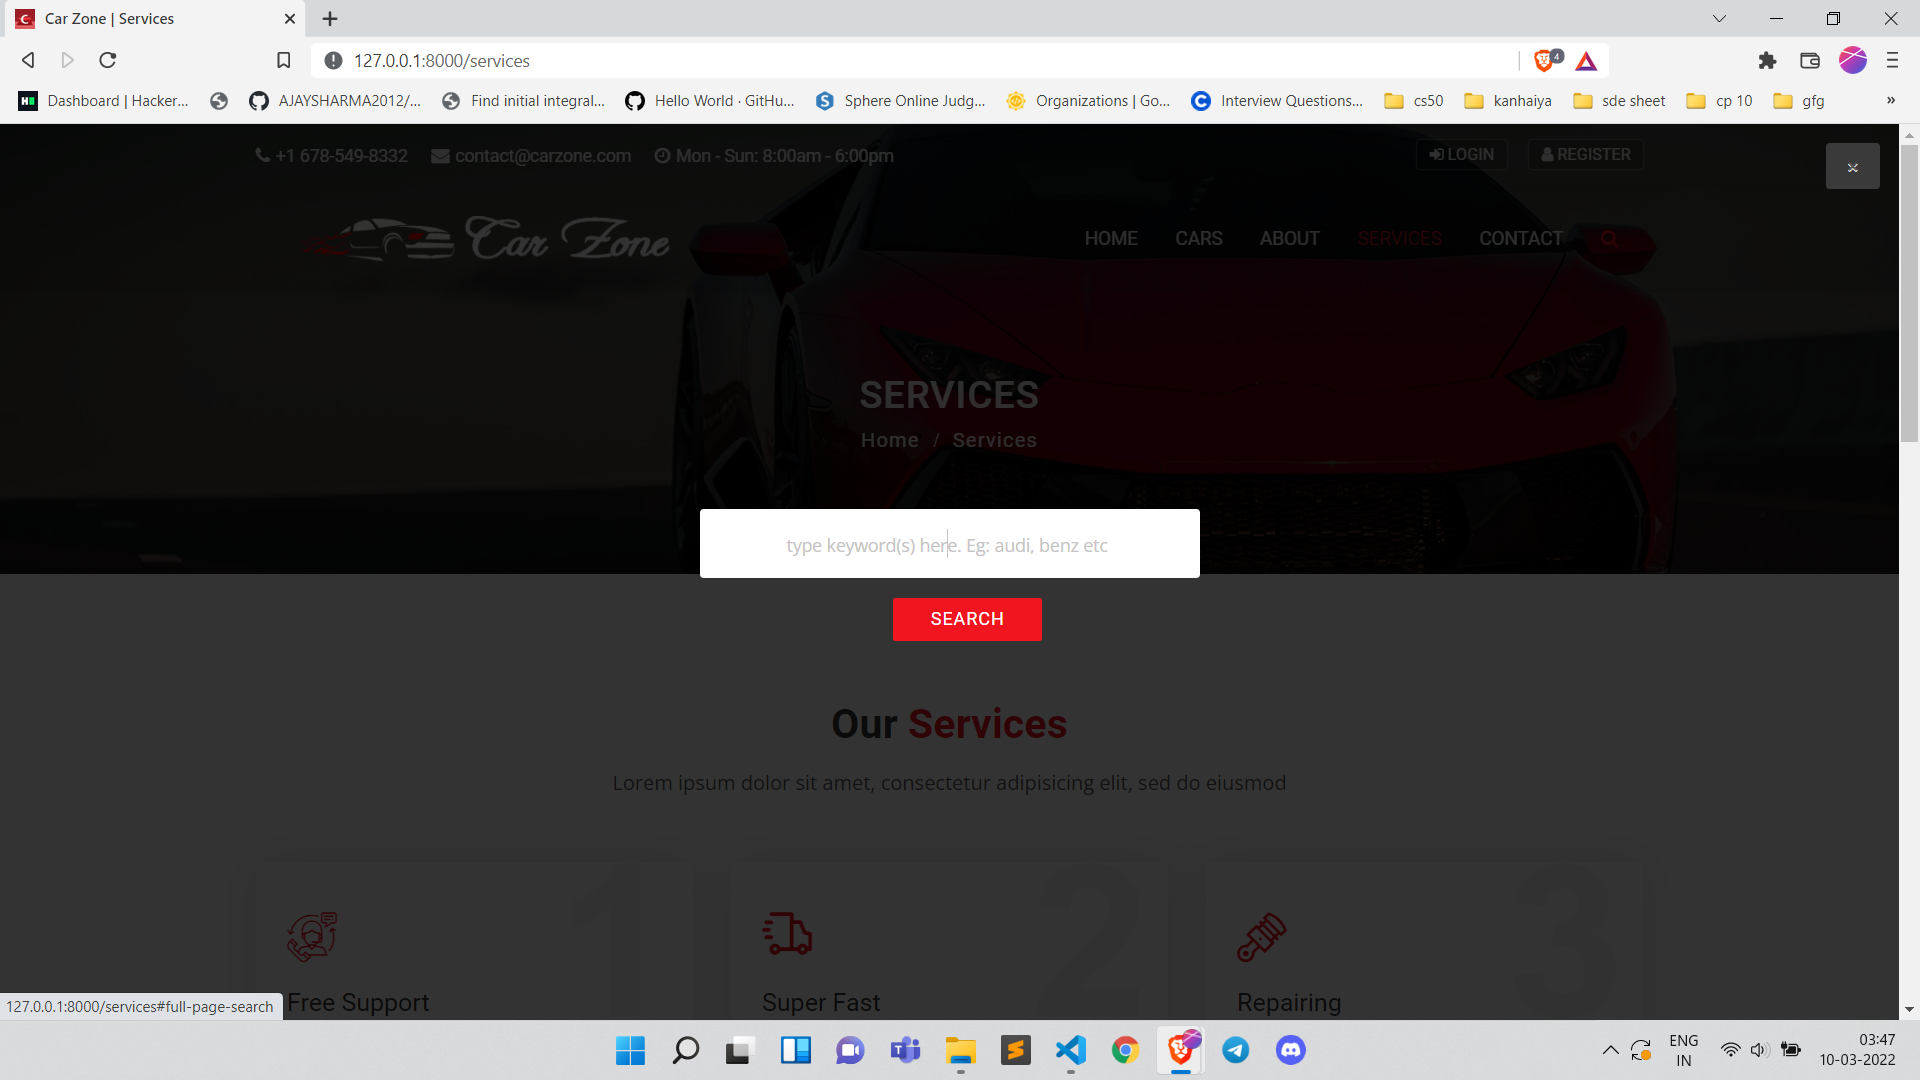 Car Zone | Services
127.0.0.1:8000/services
4
Dashboard | Hacker...
AJAYSHARMA2012/...
Find initial integral...
Hello World · GitHu...
Sphere Online Judg...
Organizations | Go...
Interview Questions...
cs50
kanhaiya
sde sheet
cp 10
gfg
»
+1 678-549-8332
contact@carzone.com
Mon - Sun: 8:00am - 6:00pm
LOGIN
REGISTER
Car Zone
HOME
CARS
ABOUT
SERVICES
CONTACT
SERVICES
Home / Services
type keyword(s) here. Eg: audi, benz etc
SEARCH
Our Services
Lorem ipsum dolor sit amet, consectetur adipisicing elit, sed do eiusmod
1
2
3
Free Support
Super Fast
Repairing
127.0.0.1:8000/services#full-page-search
ENG
IN
03:47
10-03-2022